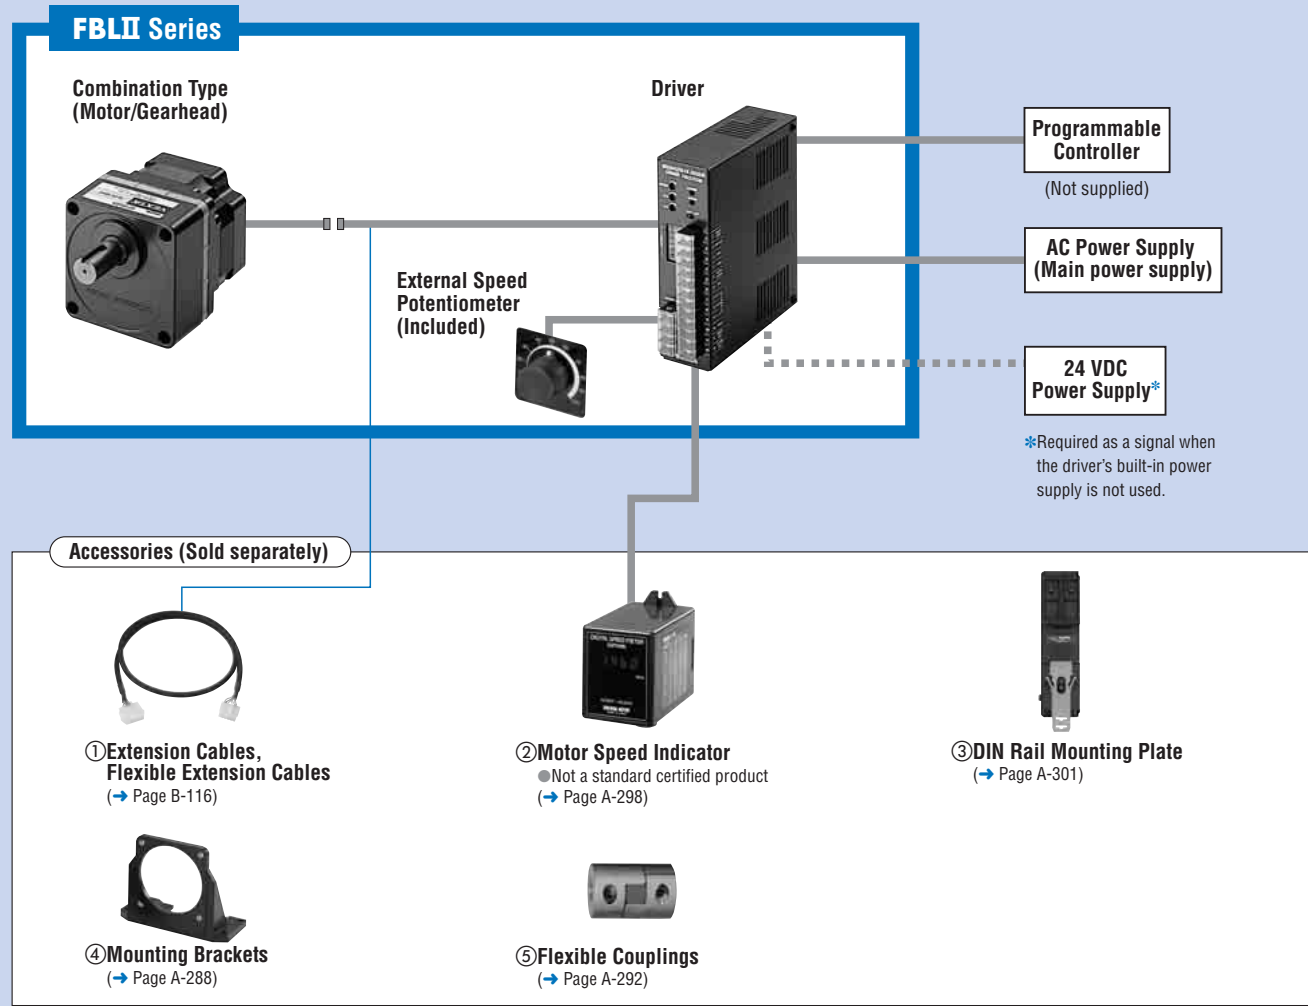 FBLII Series
Combination Type
(Motor/Gearhead)
Driver
Programmable
Controller
(Not supplied)
AC Power Supply
(Main power supply)
External Speed
Potentiometer
(Included)
24 VDC
Power Supply*
*Required as a signal when
the driver's built-in power
supply is not used.
Accessories (Sold separately)
DIGITAL SPEED METER
①Extension Cables,
Flexible Extension Cables
(➜ Page B-116)
②Motor Speed Indicator
●Not a standard certified product
(➜ Page A-298)
③DIN Rail Mounting Plate
(➜ Page A-301)
④Mounting Brackets
(➜ Page A-288)
⑤Flexible Couplings
(➜ Page A-292)